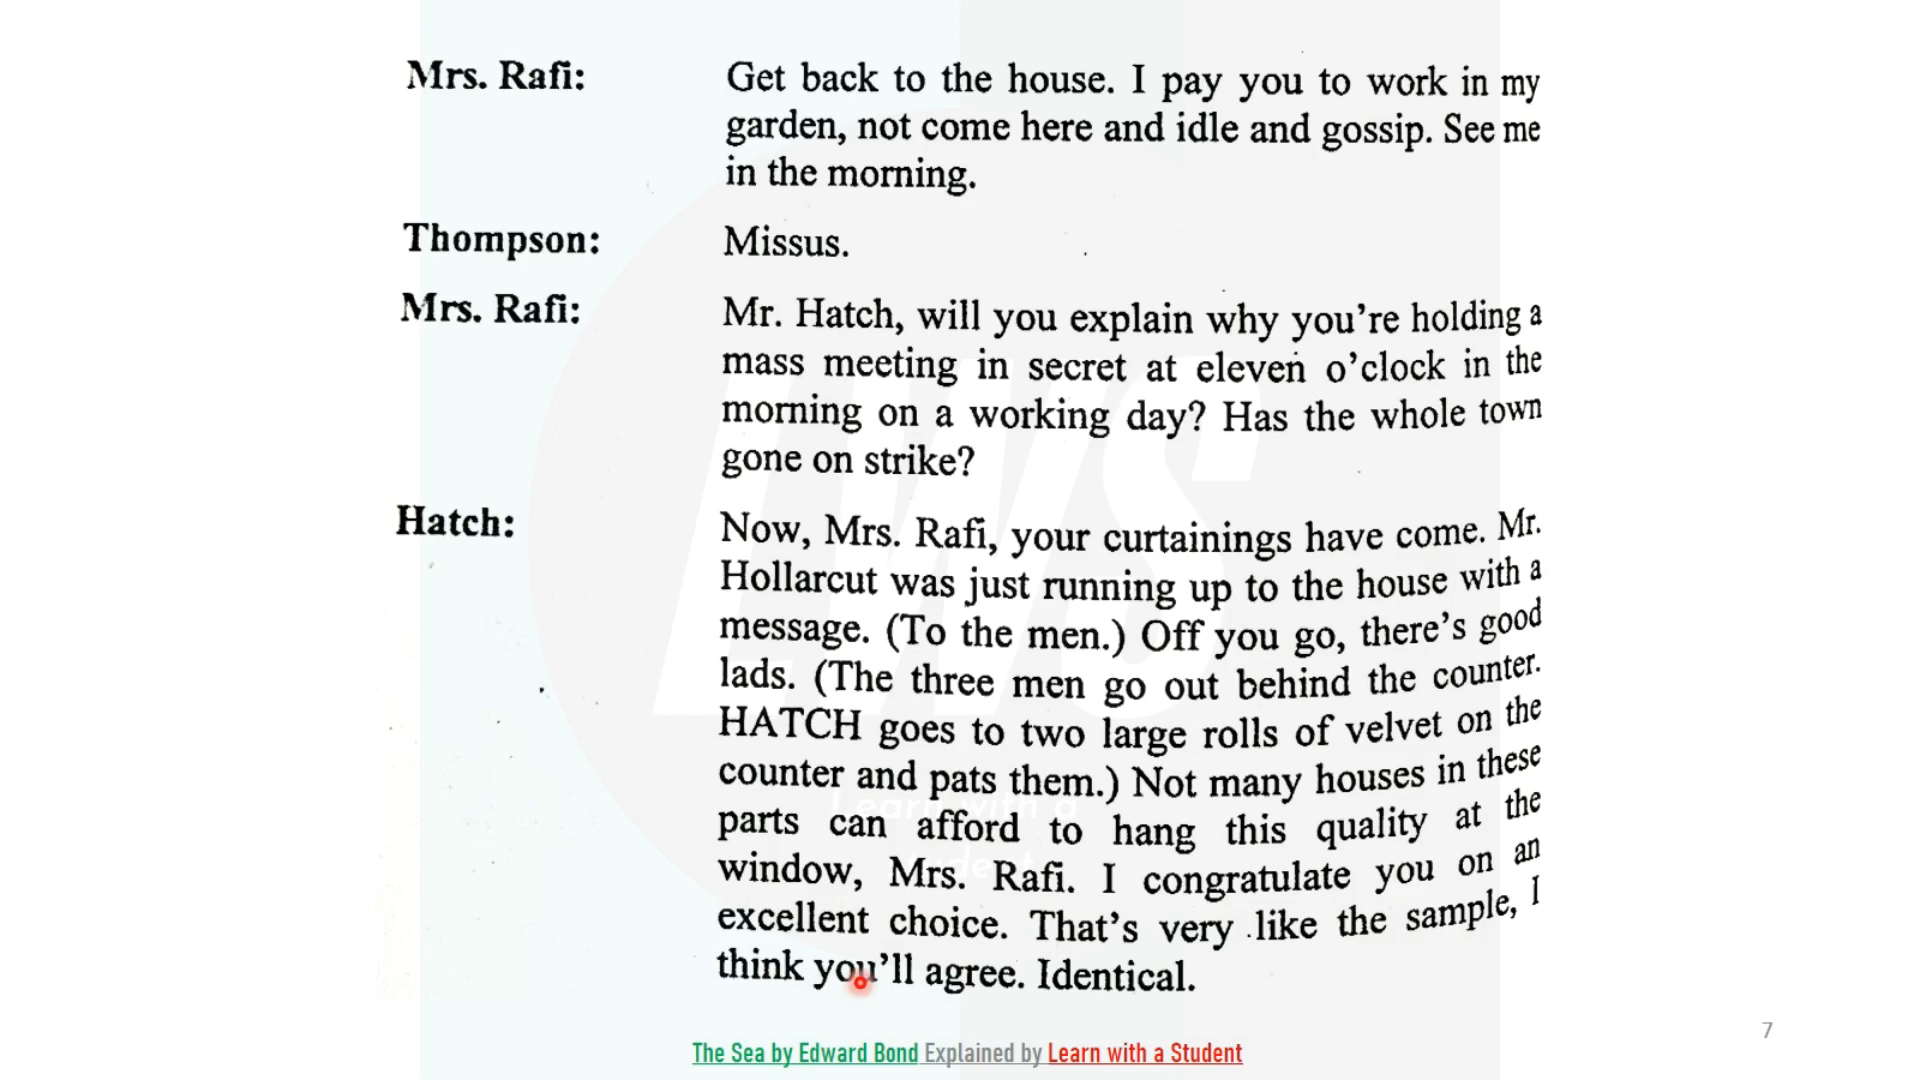 Mrs. Rafi: Get back to the house. I pay you to work in my
garden, not come here and idle and gossip. See me
in the morning.
Thompson: Missus.
Mrs. Rafi: Mr. Hatch, will you explain why you're holding a
mass meeting in secret at eleven o'clock in the
morning on a working day? Has the whole town
gone on strike?
Hatch: Now, Mrs. Rafi, your curtainings have come. Mr.
Hollarcut was just running up to the house with a
message. (To the men.) Off you go, there's good
lads. (The three men go out behind the counter.
HATCH goes to two large rolls of velvet on the
counter and pats them.) Not many houses in these
parts can afford to hang this quality at the
window, Mrs. Rafi. I congratulate you on an
excellent choice. That's very like the sample, I
think you'll agree. Identical.
LWS
Learn with a
student
The Sea by Edward Bond Explained by Learn with a Student
7